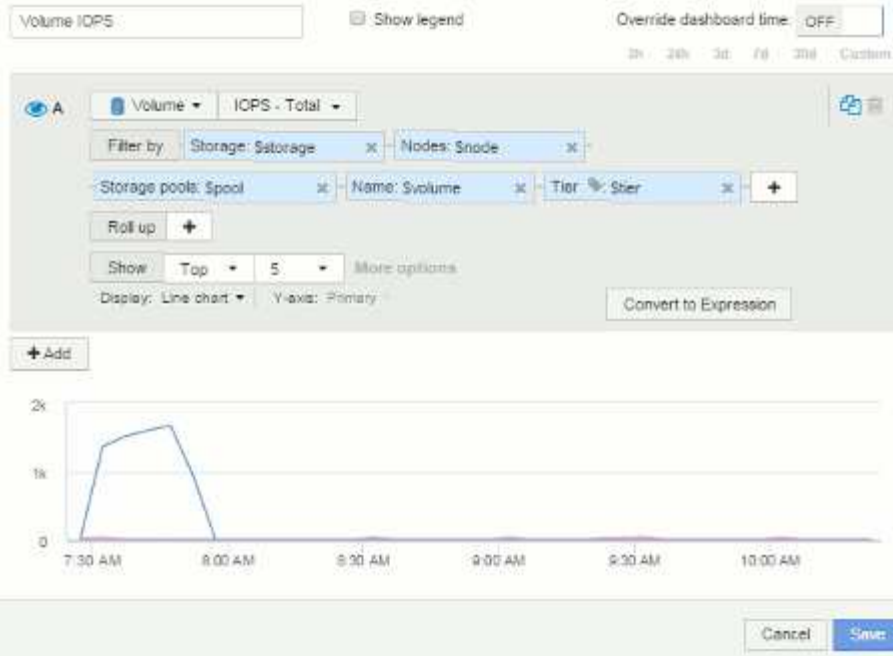 Volume IOPS Show legend Override dashboard time: OFF
3h 24h 3d 7d 30d Custom
A Volume IOPS - Total
Filter by Storage: $storage Nodes: $node
Storage pools: $pool Name: $volume Tier $tier
Roll up
Show Top 5 More options
Display: Line chart Y-axis: Primary Convert to Expression
+ Add
2k
1k
0
7:30 AM 8:00 AM 8:30 AM 9:00 AM 9:30 AM 10:00 AM
Cancel Save